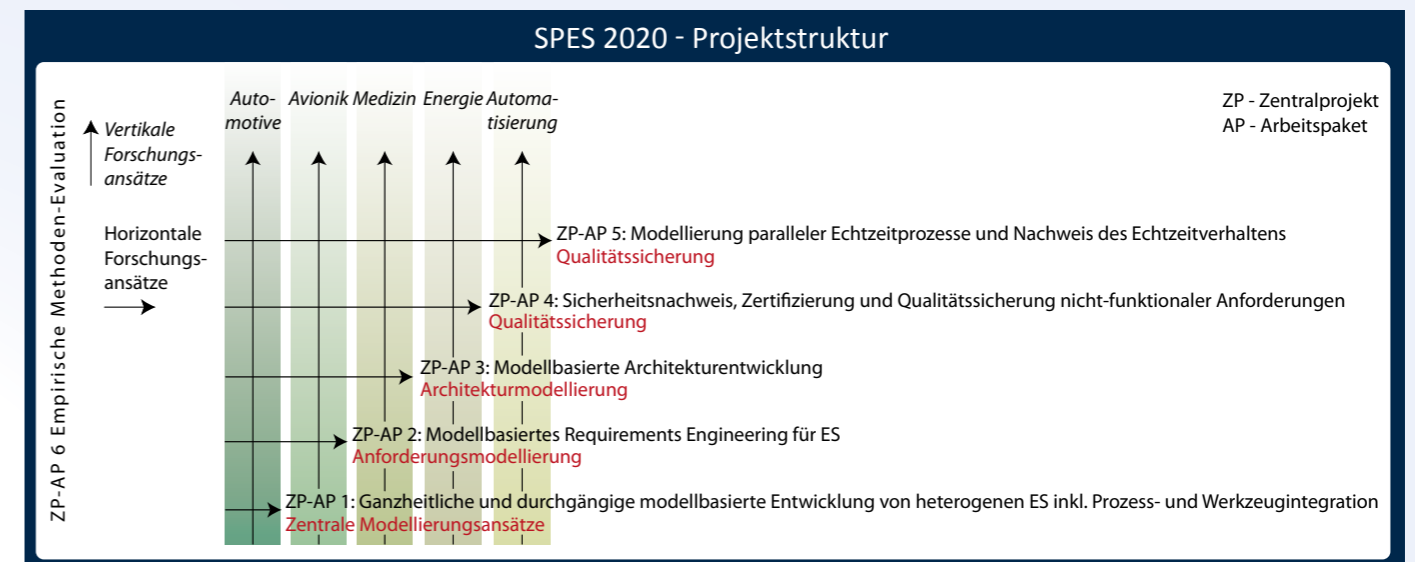 SPES 2020 - Projektstruktur
ZP-AP 6 Empirische Methoden-Evaluation
Vertikale
Forschungs-
ansätze
Horizontale
Forschungs-
ansätze
Auto-
motive
Avionik
Medizin
Energie
Automa-
tisierung
ZP - Zentralprojekt
AP - Arbeitspaket
ZP-AP 5: Modellierung paralleler Echtzeitprozesse und Nachweis des Echtzeitverhaltens
Qualitätssicherung
ZP-AP 4: Sicherheitsnachweis, Zertifizierung und Qualitätssicherung nicht-funktionaler Anforderungen
Qualitätssicherung
ZP-AP 3: Modellbasierte Architekturentwicklung
Architekturmodellierung
ZP-AP 2: Modellbasiertes Requirements Engineering für ES
Anforderungsmodellierung
ZP-AP 1: Ganzheitliche und durchgängige modellbasierte Entwicklung von heterogenen ES inkl. Prozess- und Werkzeugintegration
Zentrale Modellierungsansätze